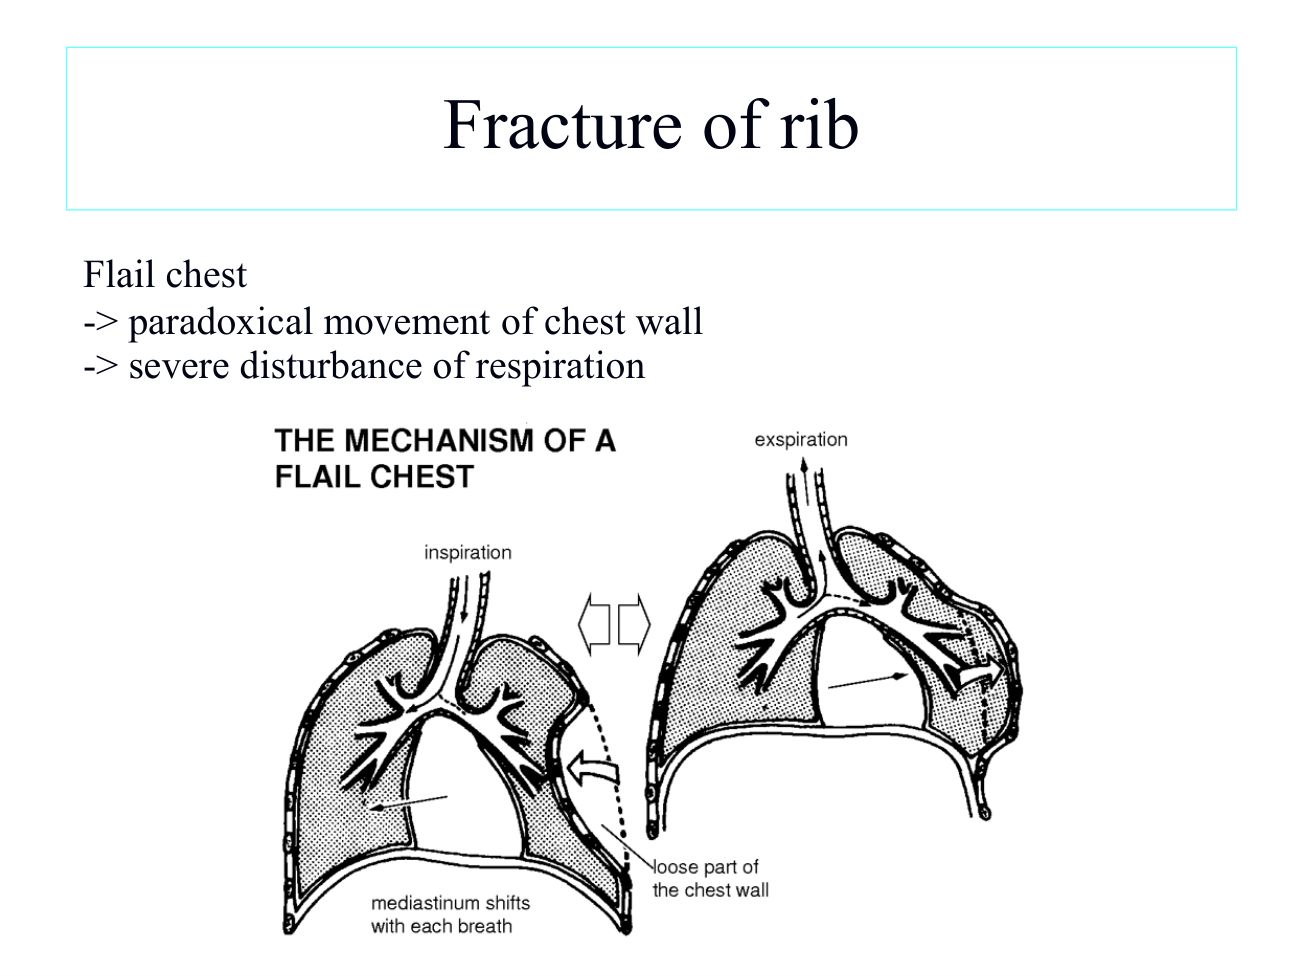 Fracture of rib
Flail chest
-> paradoxical movement of chest wall
-> severe disturbance of respiration
THE MECHANISM OF A
FLAIL CHEST
exspiration
inspiration
loose part of
the chest wall
mediastinum shifts
with each breath